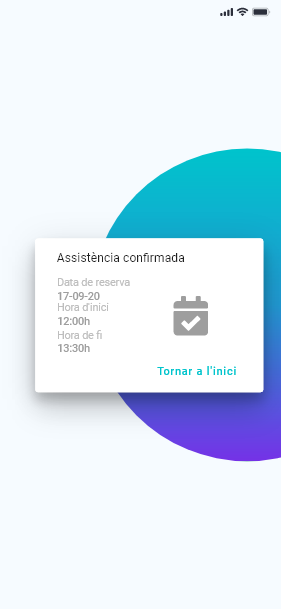 Assistència confirmada
Data de reserva
17-09-20
Hora d'inici
12:00h
Hora de fi
13:30h
Tornar a l'inici